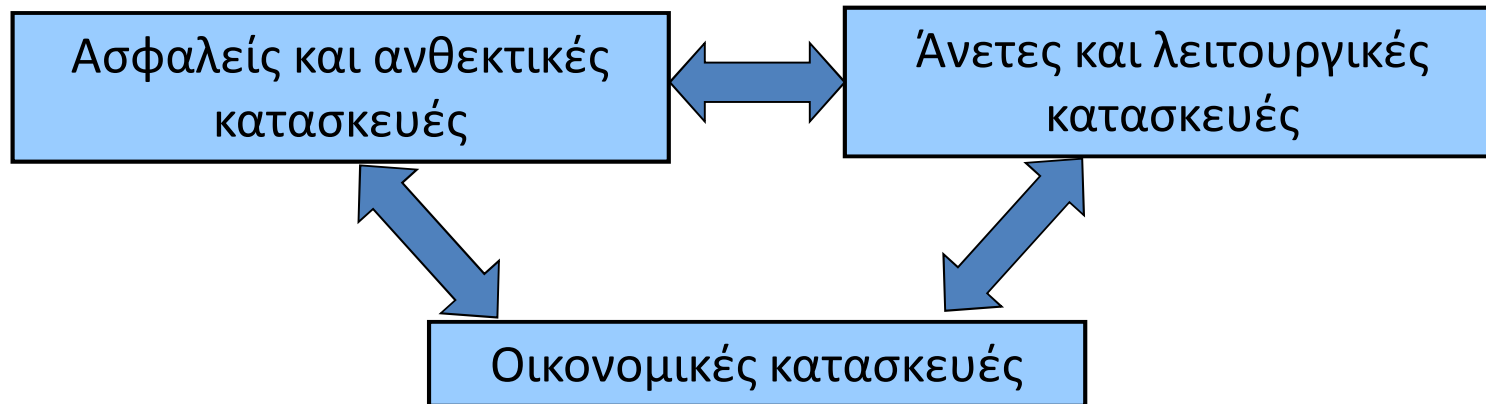 Ασφαλείς και ανθεκτικές
κατασκευές
Άνετες και λειτουργικές
κατασκευές
Οικονομικές κατασκευές